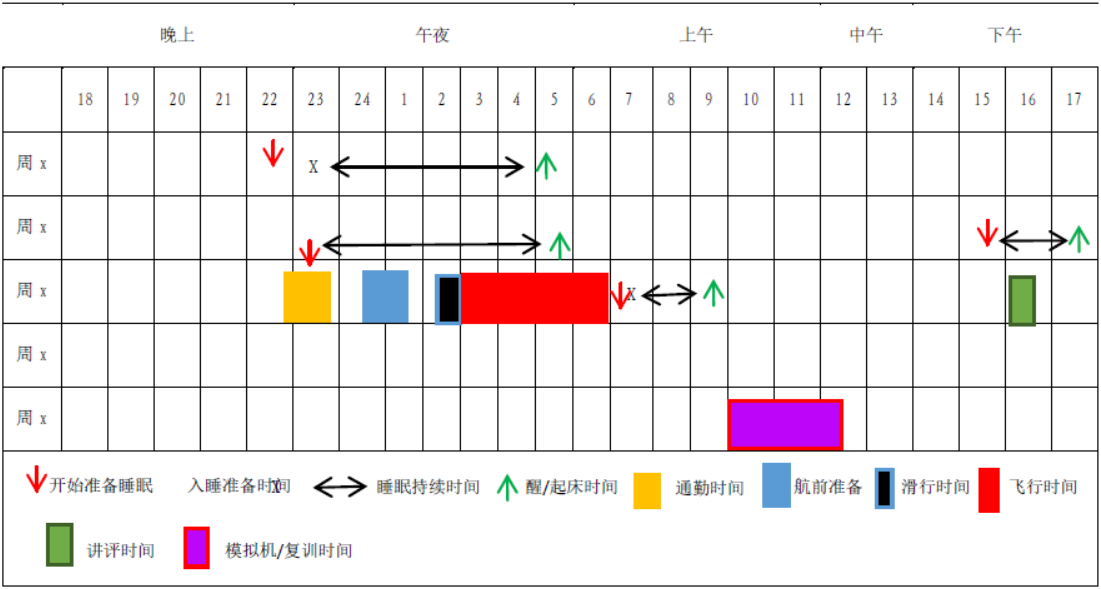 晚上 午夜 上午 中午 下午
18 19 20 21 22 23 24 1 2 3 4 5 6 7 8 9 10 11 12 13 14 15 16 17
周 x X
周 x
周 x X
周 x
周 x
开始准备睡眠 入睡准备时间 X 睡眠持续时间 醒/起床时间 通勤时间 航前准备 滑行时间 飞行时间
讲评时间 模拟机/复训时间